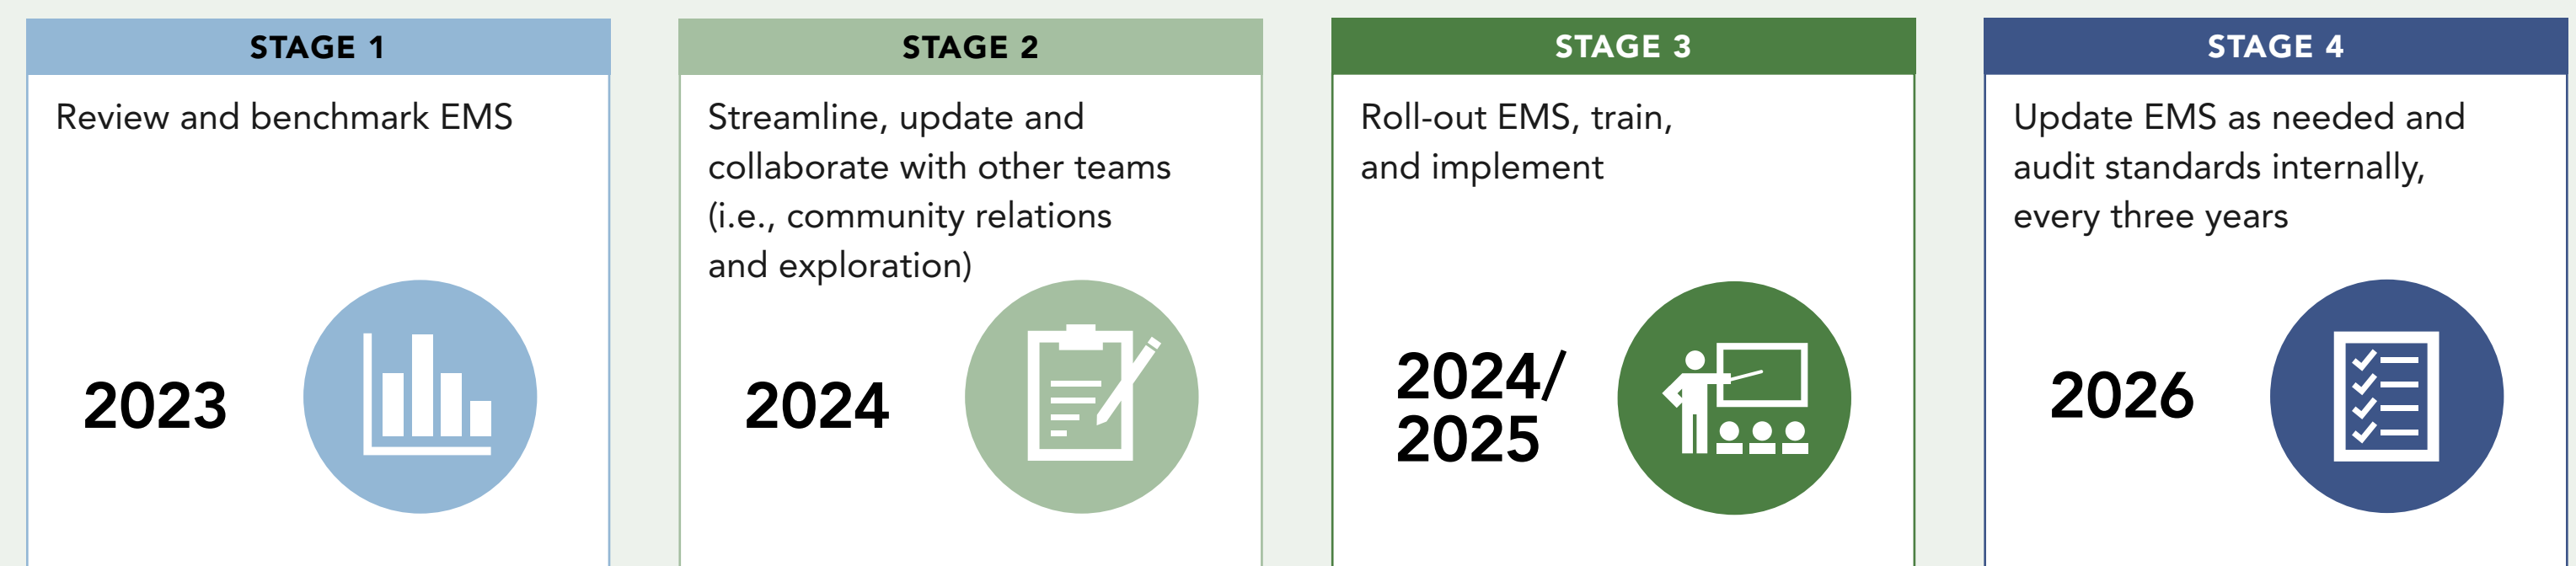 STAGE 1
Review and benchmark EMS
2023
STAGE 2
Streamline, update and
collaborate with other teams
(i.e., community relations
and exploration)
2024
STAGE 3
Roll-out EMS, train,
and implement
2024/
2025
STAGE 4
Update EMS as needed and
audit standards internally,
every three years
2026